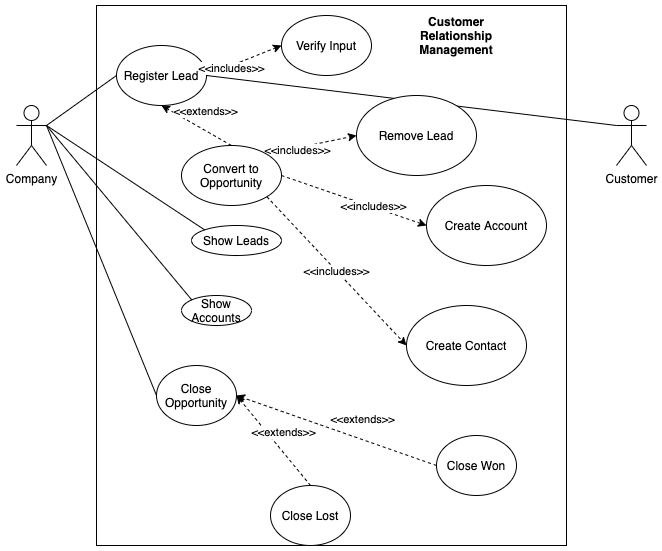 Customer
Relationship
Management
Verify Input
<<includes>>
Register Lead
<<extends>>
Remove Lead
<<includes>>
Convert to
Opportunity
Company
Customer
<<includes>>
Create Account
Show Leads
<<includes>>
Show
Accounts
Create Contact
Close
Opportunity
<<extends>>
<<extends>>
Close Won
Close Lost